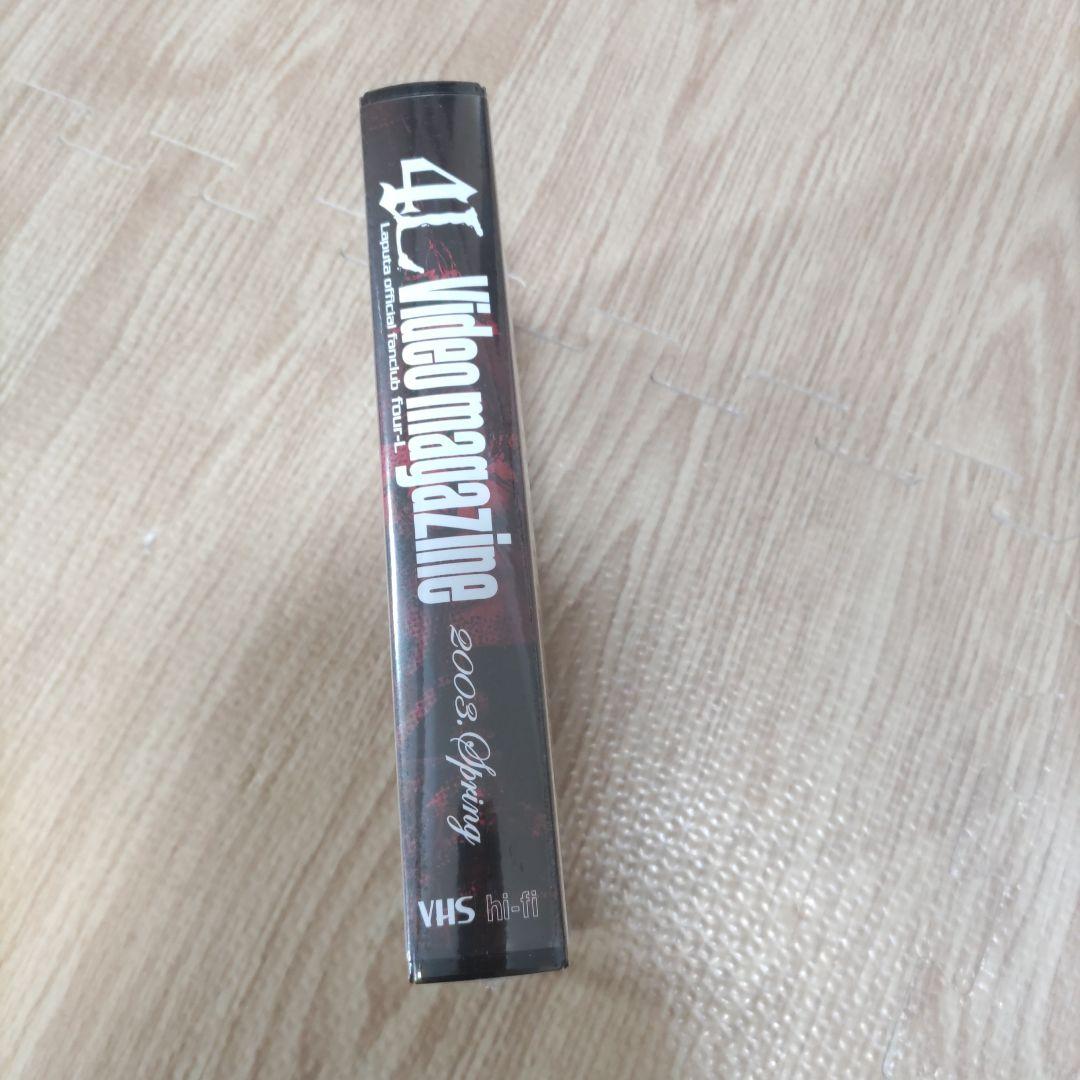 4L Video magazine
Laputa official fanclub four-L
2003. Spring
VHS hi-fi